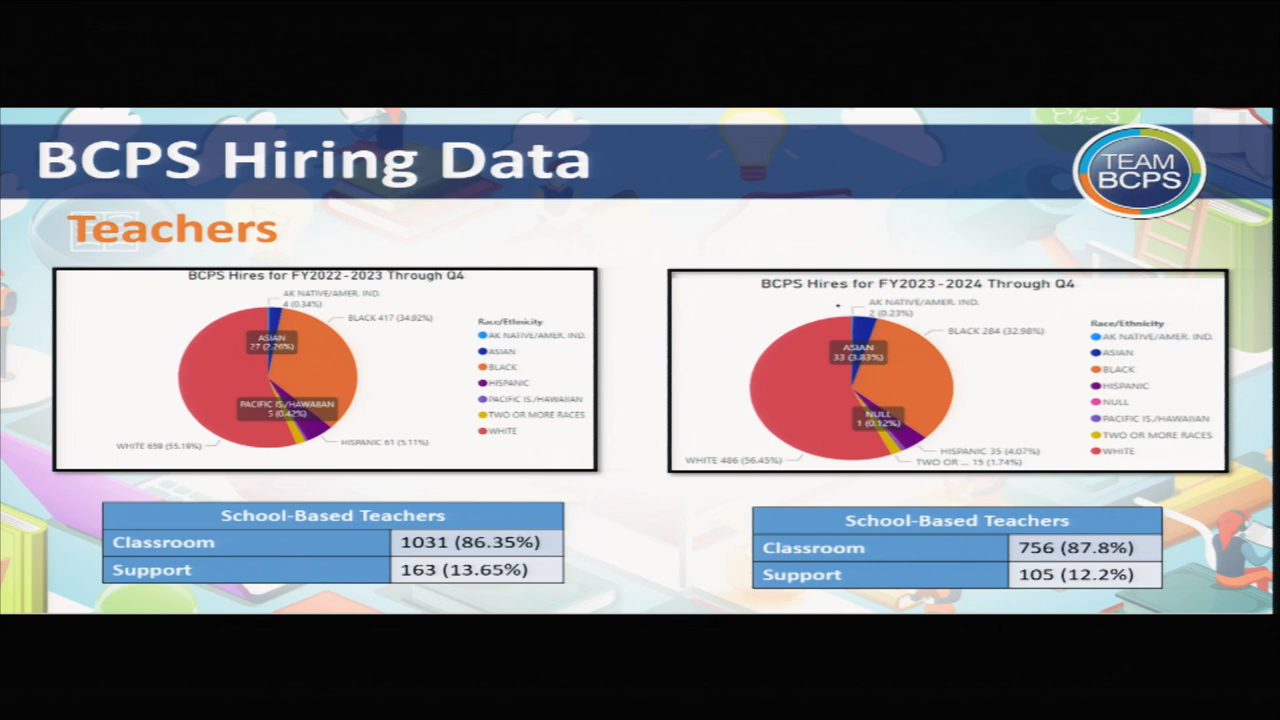 BCPS Hiring Data
TEAM
BCPS
Teachers
BCPS Hires for FY2022-2023 Through Q4
AK NATIVE/AMER. IND.
4 (0.34%)
BLACK 417 (34.92%)
ASIAN
27 (2.26%)
PACIFIC IS./HAWAIIAN
5 (0.42%)
HISPANIC 61 (5.11%)
WHITE 659 (55.19%)
Race/Ethnicity
AK NATIVE/AMER. IND.
ASIAN
BLACK
HISPANIC
PACIFIC IS./HAWAIIAN
TWO OR MORE RACES
WHITE
BCPS Hires for FY2023-2024 Through Q4
AK NATIVE/AMER. IND.
2 (0.23%)
BLACK 284 (32.98%)
ASIAN
33 (3.83%)
NULL
1 (0.12%)
HISPANIC 35 (4.07%)
TWO OR ... 15 (1.74%)
WHITE 486 (56.45%)
Race/Ethnicity
AK NATIVE/AMER. IND.
ASIAN
BLACK
HISPANIC
NULL
PACIFIC IS./HAWAIIAN
TWO OR MORE RACES
WHITE
School-Based Teachers
Classroom 1031 (86.35%)
Support 163 (13.65%)
School-Based Teachers
Classroom 756 (87.8%)
Support 105 (12.2%)